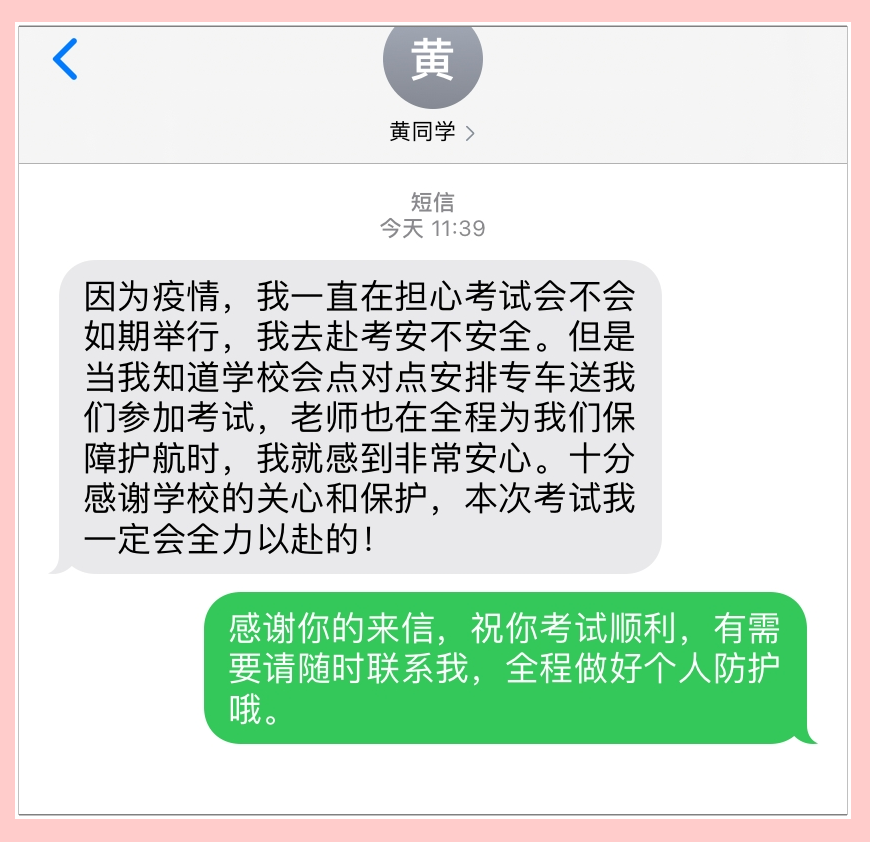 黄
黄同学
短信
今天 11:39
因为疫情，我一直在担心考试会不会
如期举行，我去赴考安不安全。但是
当我知道学校会点对点安排专车送我
们参加考试，老师也在全程为我们保
障护航时，我就感到非常安心。十分
感谢学校的关心和保护，本次考试我
一定会全力以赴的！
感谢你的来信，祝你考试顺利，有需
要请随时联系我，全程做好个人防护
哦。